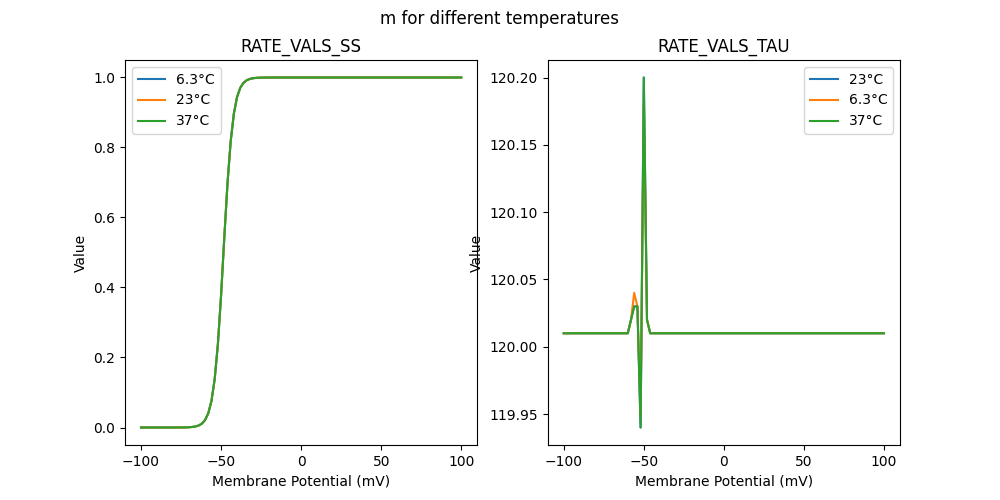 m for different temperatures
RATE_VALS_SS
RATE_VALS_TAU
6.3°C
23°C
37°C
23°C
6.3°C
37°C
1.0
0.8
0.6
0.4
0.2
0.0
Value
−100
−50
0
50
100
Membrane Potential (mV)
120.20
120.15
120.10
120.05
120.00
119.95
Value
−100
−50
0
50
100
Membrane Potential (mV)